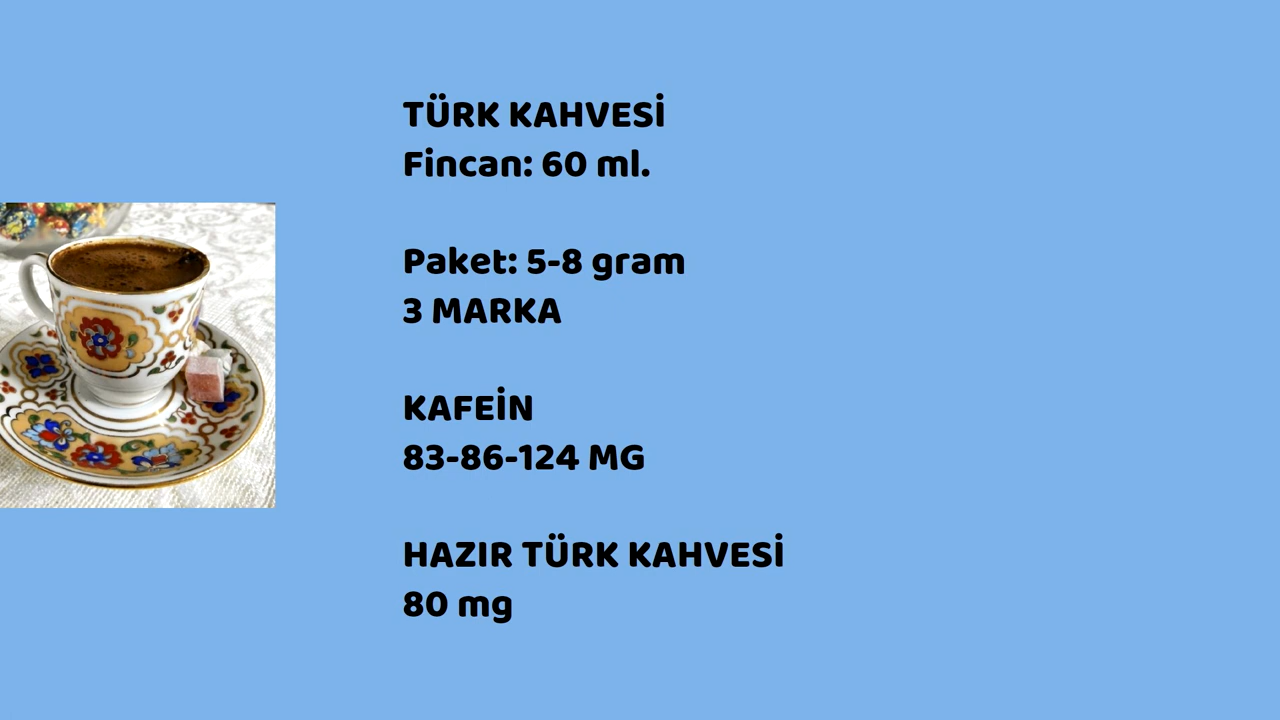 TÜRK KAHVESİ
Fincan: 60 ml.
Paket: 5-8 gram
3 MARKA
KAFEİN
83-86-124 MG
HAZIR TÜRK KAHVESİ
80 mg